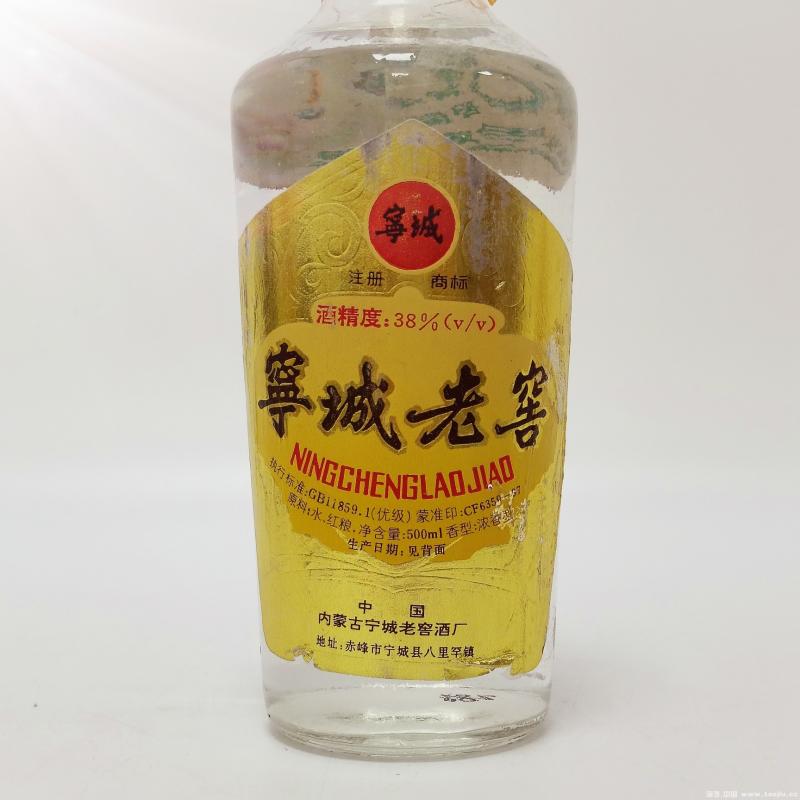 寧城
注册 商标
酒精度:38%(v/v)
寧城老窖
NINGCHENGLAOJIAO
执行标准:GB11859.1(优级) 蒙准印:CF6350-97
原料:水,红粮,净含量:500ml 香型:浓香型
生产日期:见背面
中 国
内蒙古宁城老窖酒厂
地址:赤峰市宁城县八里罕镇